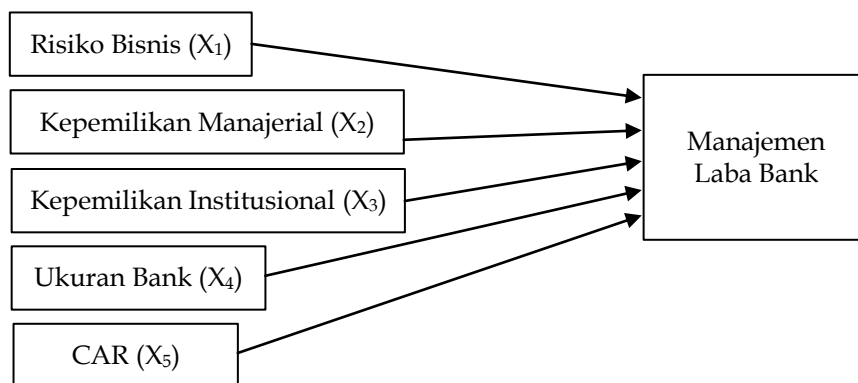 Risiko Bisnis (X₁)
Kepemilikan Manajerial (X₂)
Kepemilikan Institusional (X₃)
Ukuran Bank (X₄)
CAR (X₅)
Manajemen
Laba Bank